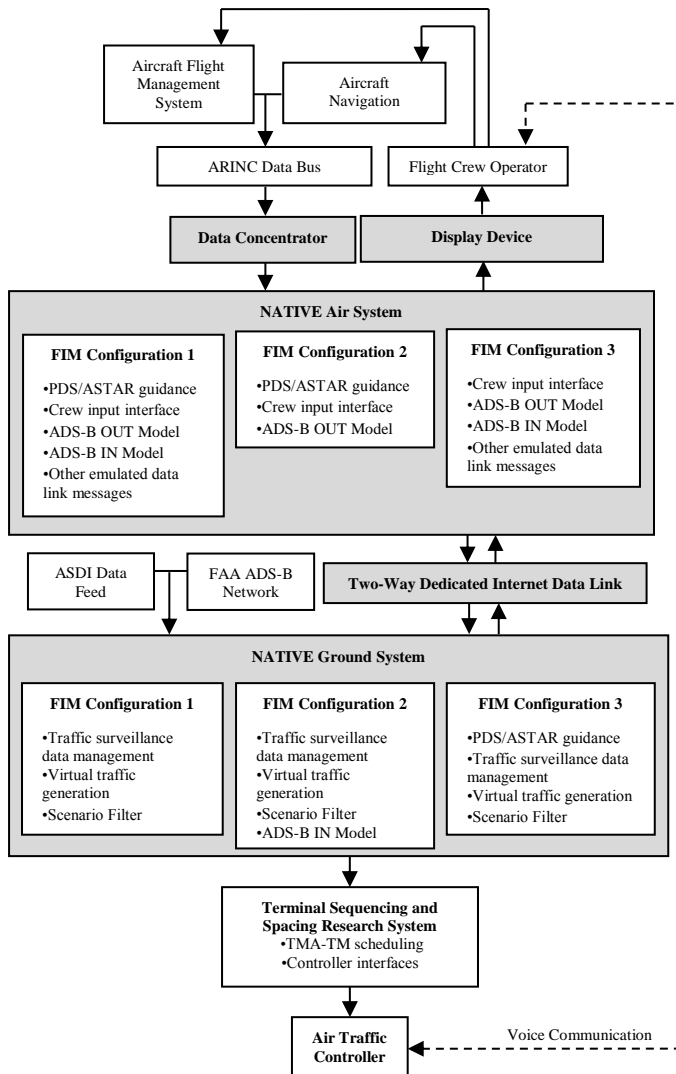 Aircraft Flight
Management
System
Aircraft
Navigation
ARINC Data Bus
Flight Crew Operator
Data Concentrator
Display Device
NATIVE Air System
FIM Configuration 1
•PDS/ASTAR guidance
•Crew input interface
•ADS-B OUT Model
•ADS-B IN Model
•Other emulated data
link messages
FIM Configuration 2
•PDS/ASTAR guidance
•Crew input interface
•ADS-B OUT Model
FIM Configuration 3
•Crew input interface
•ADS-B OUT Model
•ADS-B IN Model
•Other emulated data
link messages
ASDI Data
Feed
FAA ADS-B
Network
Two-Way Dedicated Internet Data Link
NATIVE Ground System
FIM Configuration 1
•Traffic surveillance
data management
•Virtual traffic
generation
•Scenario Filter
FIM Configuration 2
•Traffic surveillance
data management
•Virtual traffic
generation
•Scenario Filter
•ADS-B IN Model
FIM Configuration 3
•PDS/ASTAR guidance
•Traffic surveillance data
management
•Virtual traffic generation
•Scenario Filter
Terminal Sequencing and
Spacing Research System
•TMA-TM scheduling
•Controller interfaces
Air Traffic
Controller
Voice Communication